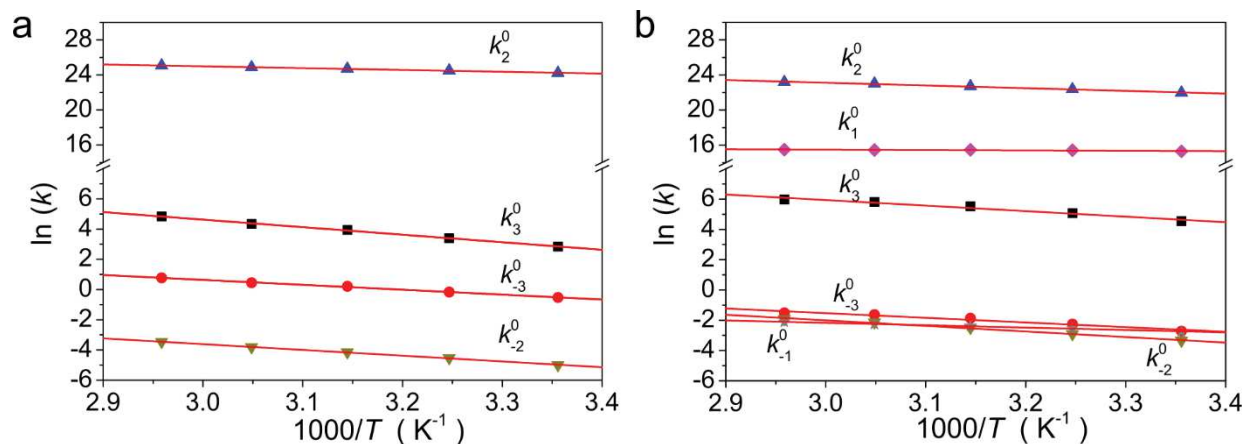 a
28
24
20
16
6
4
2
0
-2
-4
-6
ln (k)
k₂⁰
k₃⁰
k₋₃⁰
k₋₂⁰
2.9 3.0 3.1 3.2 3.3 3.4
1000/T ( K⁻¹)
b
28
24
20
16
6
4
2
0
-2
-4
-6
ln (k)
k₂⁰
k₁⁰
k₃⁰
k₋₃⁰
k₋₁⁰
k₋₂⁰
2.9 3.0 3.1 3.2 3.3 3.4
1000/T ( K⁻¹)